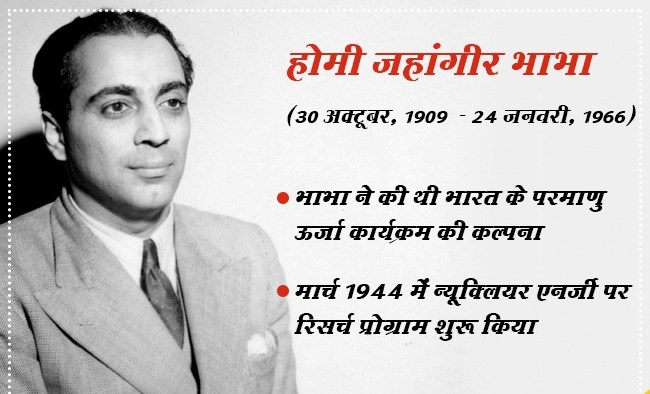 होमी जहांगीर भाभा
(30 अक्टूबर, 1909 - 24 जनवरी, 1966)
• भाभा ने की थी भारत के परमाणु
ऊर्जा कार्यक्रम की कल्पना
• मार्च 1944 में न्यूक्लियर एनर्जी पर
रिसर्च प्रोग्राम शुरू किया